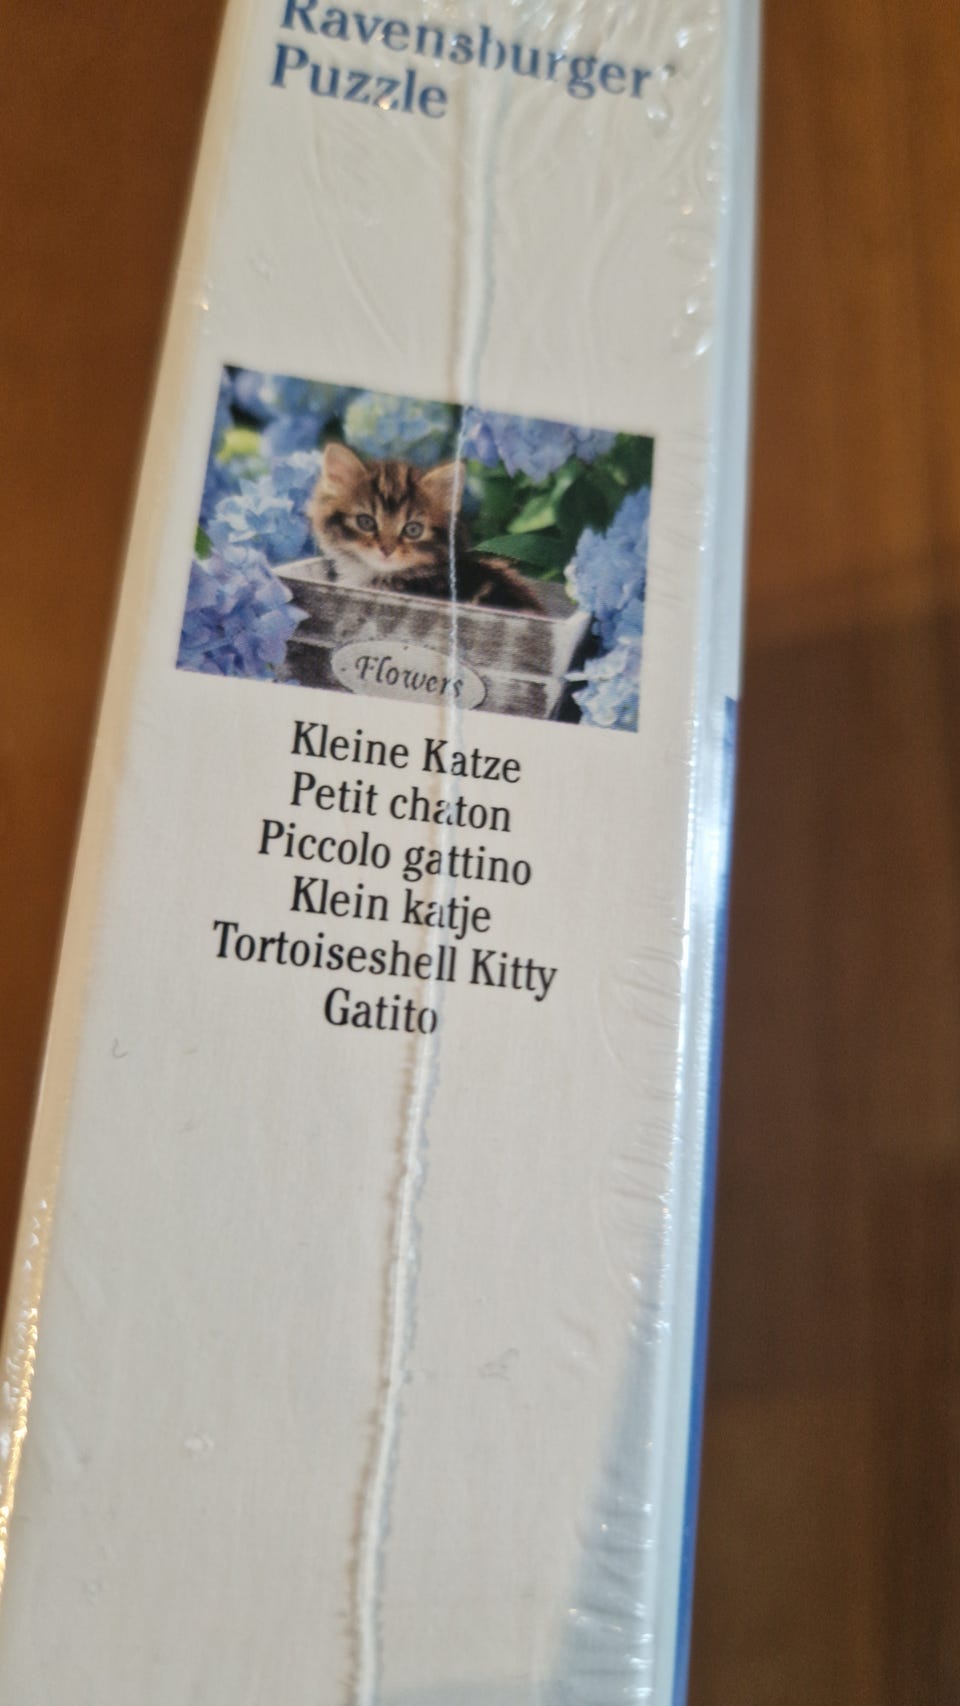 Ravensburger
Puzzle
Flowers
Kleine Katze
Petit chaton
Piccolo gattino
Klein katje
Tortoiseshell Kitty
Gatito